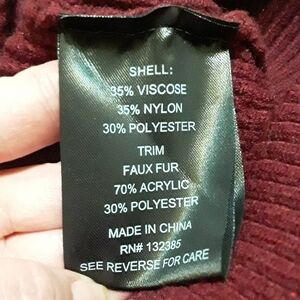 SHELL:
35% VISCOSE
35% NYLON
30% POLYESTER
TRIM
FAUX FUR
70% ACRYLIC
30% POLYESTER
MADE IN CHINA
RN# 132385
SEE REVERSE FOR CARE